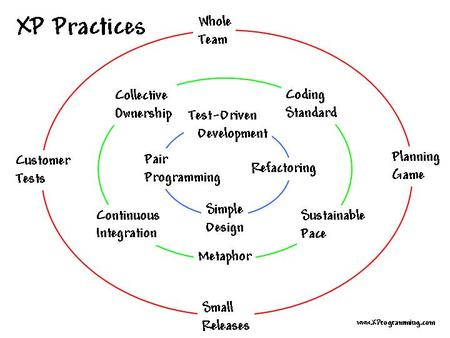 XP Practices
Whole
Team
Collective
Ownership
Coding
Standard
Test-Driven
Development
Customer
Tests
Pair
Programming
Refactoring
Planning
Game
Continuous
Integration
Simple
Design
Sustainable
Pace
Metaphor
Small
Releases
www.XProgramming.com